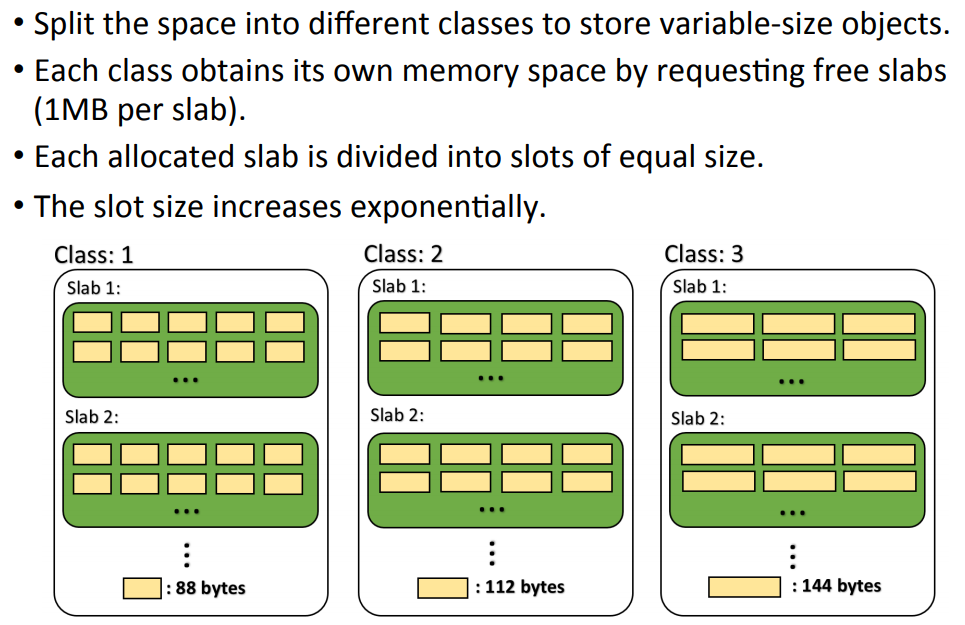 • Split the space into different classes to store variable-size objects.
• Each class obtains its own memory space by requesting free slabs
(1MB per slab).
• Each allocated slab is divided into slots of equal size.
• The slot size increases exponentially.
Class: 1
Slab 1:
...
Slab 2:
...
⋮
: 88 bytes
Class: 2
Slab 1:
...
Slab 2:
...
⋮
: 112 bytes
Class: 3
Slab 1:
...
Slab 2:
...
⋮
: 144 bytes